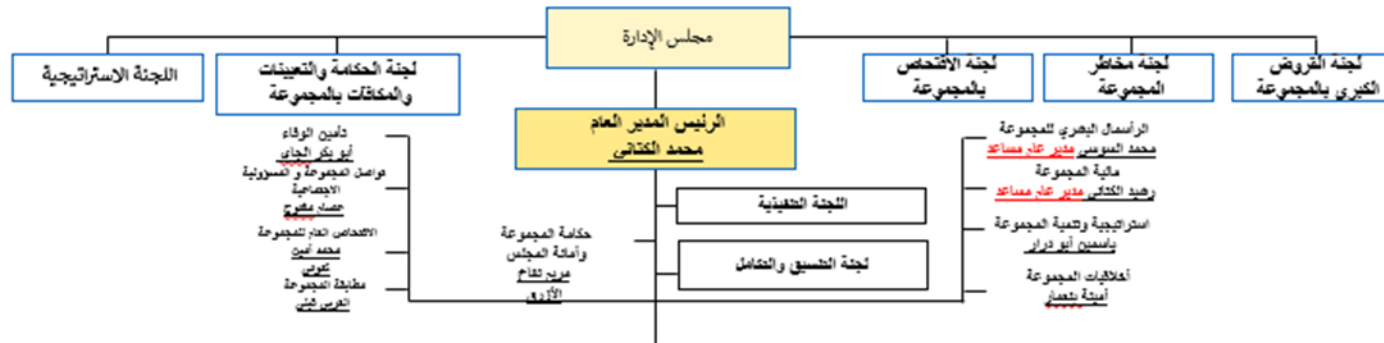 مجلس الإدارة
لجنة القروض
الكبرى بالمجموعة
لجنة مخاطر
المجموعة
لجنة الافتحاص
بالمجموعة
لجنة الحكامة والتعيينات
والمكافآت بالمجموعة
اللجنة الاستراتيجية
الرئيس المدير العام
محمد الكتاني
الرأسمال البشري للمجموعة
محمد السوسي مدير عام مساعد
مالية المجموعة
رشيد الكتاني مدير عام مساعد
استراتيجية وتنمية المجموعة
ياسمين أبو درار
أخلاقيات المجموعة
أمينة بنعمار
اللجنة التنفيذية
لجنة التنسيق والتكامل
حكامة المجموعة
وأمانة المجلس
مريم تفاح
الأزرق
تأمين الوفاء
أبو بكر الجاي
تواصل المجموعة و المسؤولية
الاجتماعية
الافتحاص العام للمجموعة
محمد أمين
مطابقة المجموعة